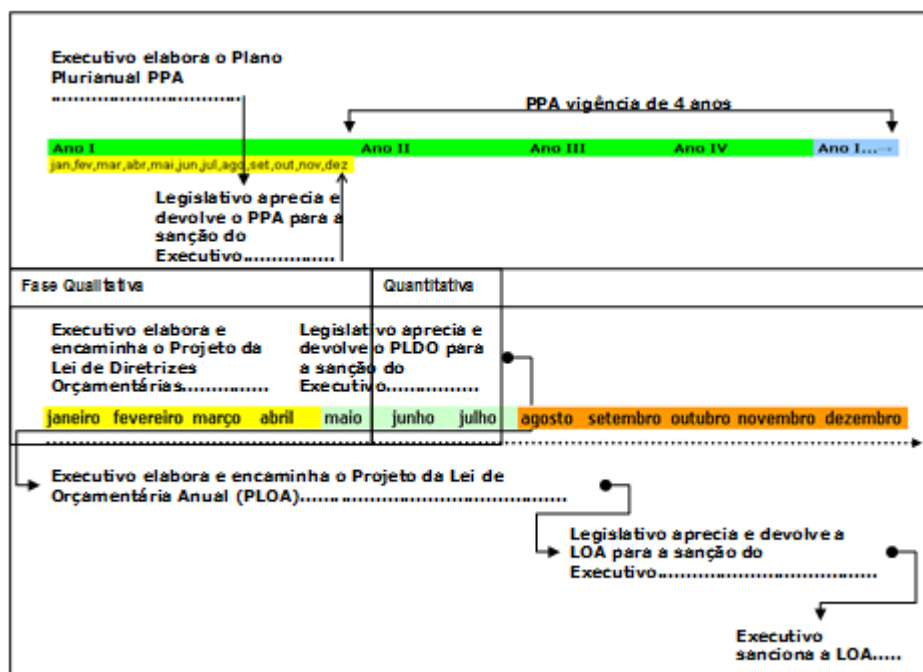 Executivo elabora o Plano
Plurianual PPA
................................
PPA vigência de 4 anos
Ano I Ano II Ano III Ano IV Ano I...→
jan,fev,mar,abr,mai,jun,jul,ago,set,out,nov,dez
Legislativo aprecia e
devolve o PPA para a
sanção do
Executivo...............
Fase Qualitativa Quantitativa
Executivo elabora e
encaminha o Projeto da
Lei de Diretrizes
Orçamentárias...............
Legislativo aprecia e
devolve o PLDO para
a sanção do
Executivo................
janeiro fevereiro março abril maio junho julho agosto setembro outubro novembro dezembro
Executivo elabora e encaminha o Projeto da Lei de
Orçamentária Anual (PLOA).............................................
Legislativo aprecia e devolve a
LOA para a sanção do
Executivo.....................................
Executivo
sanciona a LOA.....